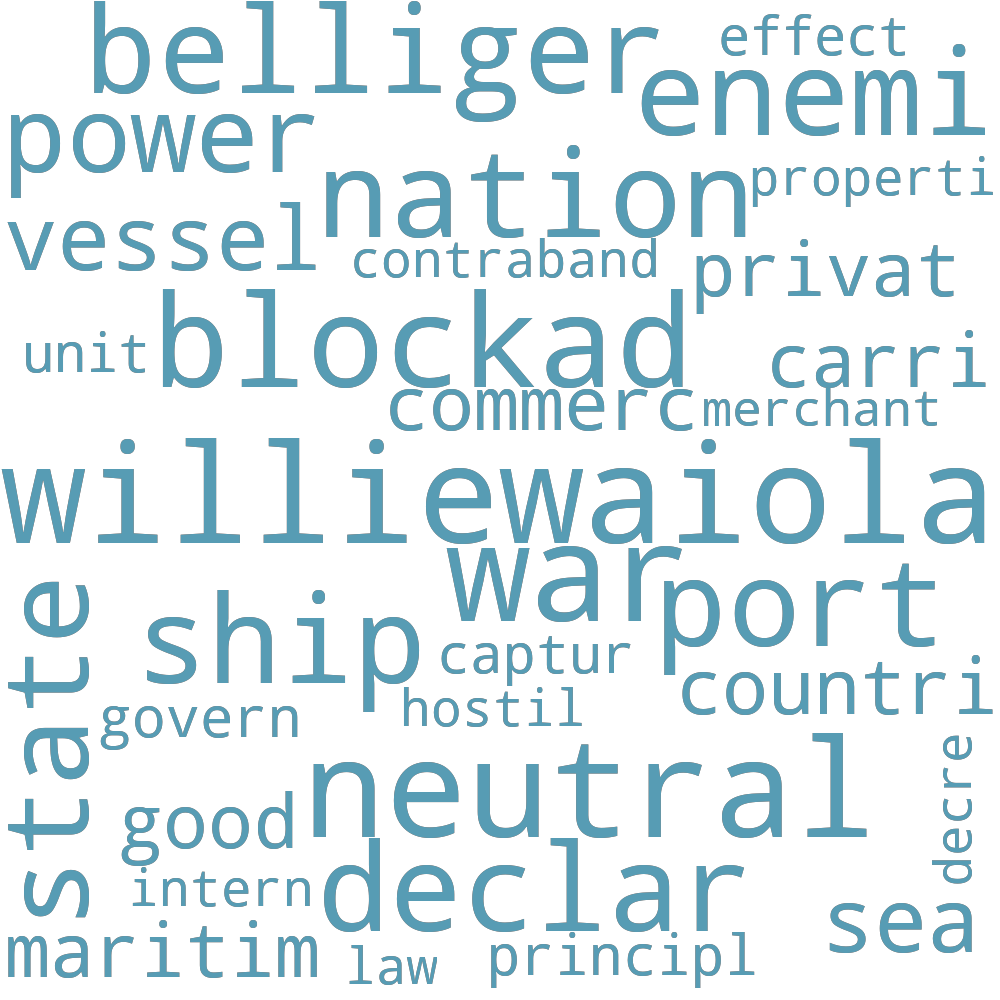 belliger
effect
enemi
power
nation
properti
vessel
contraband
privat
blockad
unit
carri
commerc
merchant
williewaiola
war
port
state
ship
captur
countri
hostil
govern
neutral
decre
good
declar
intern
sea
maritim
law
principl